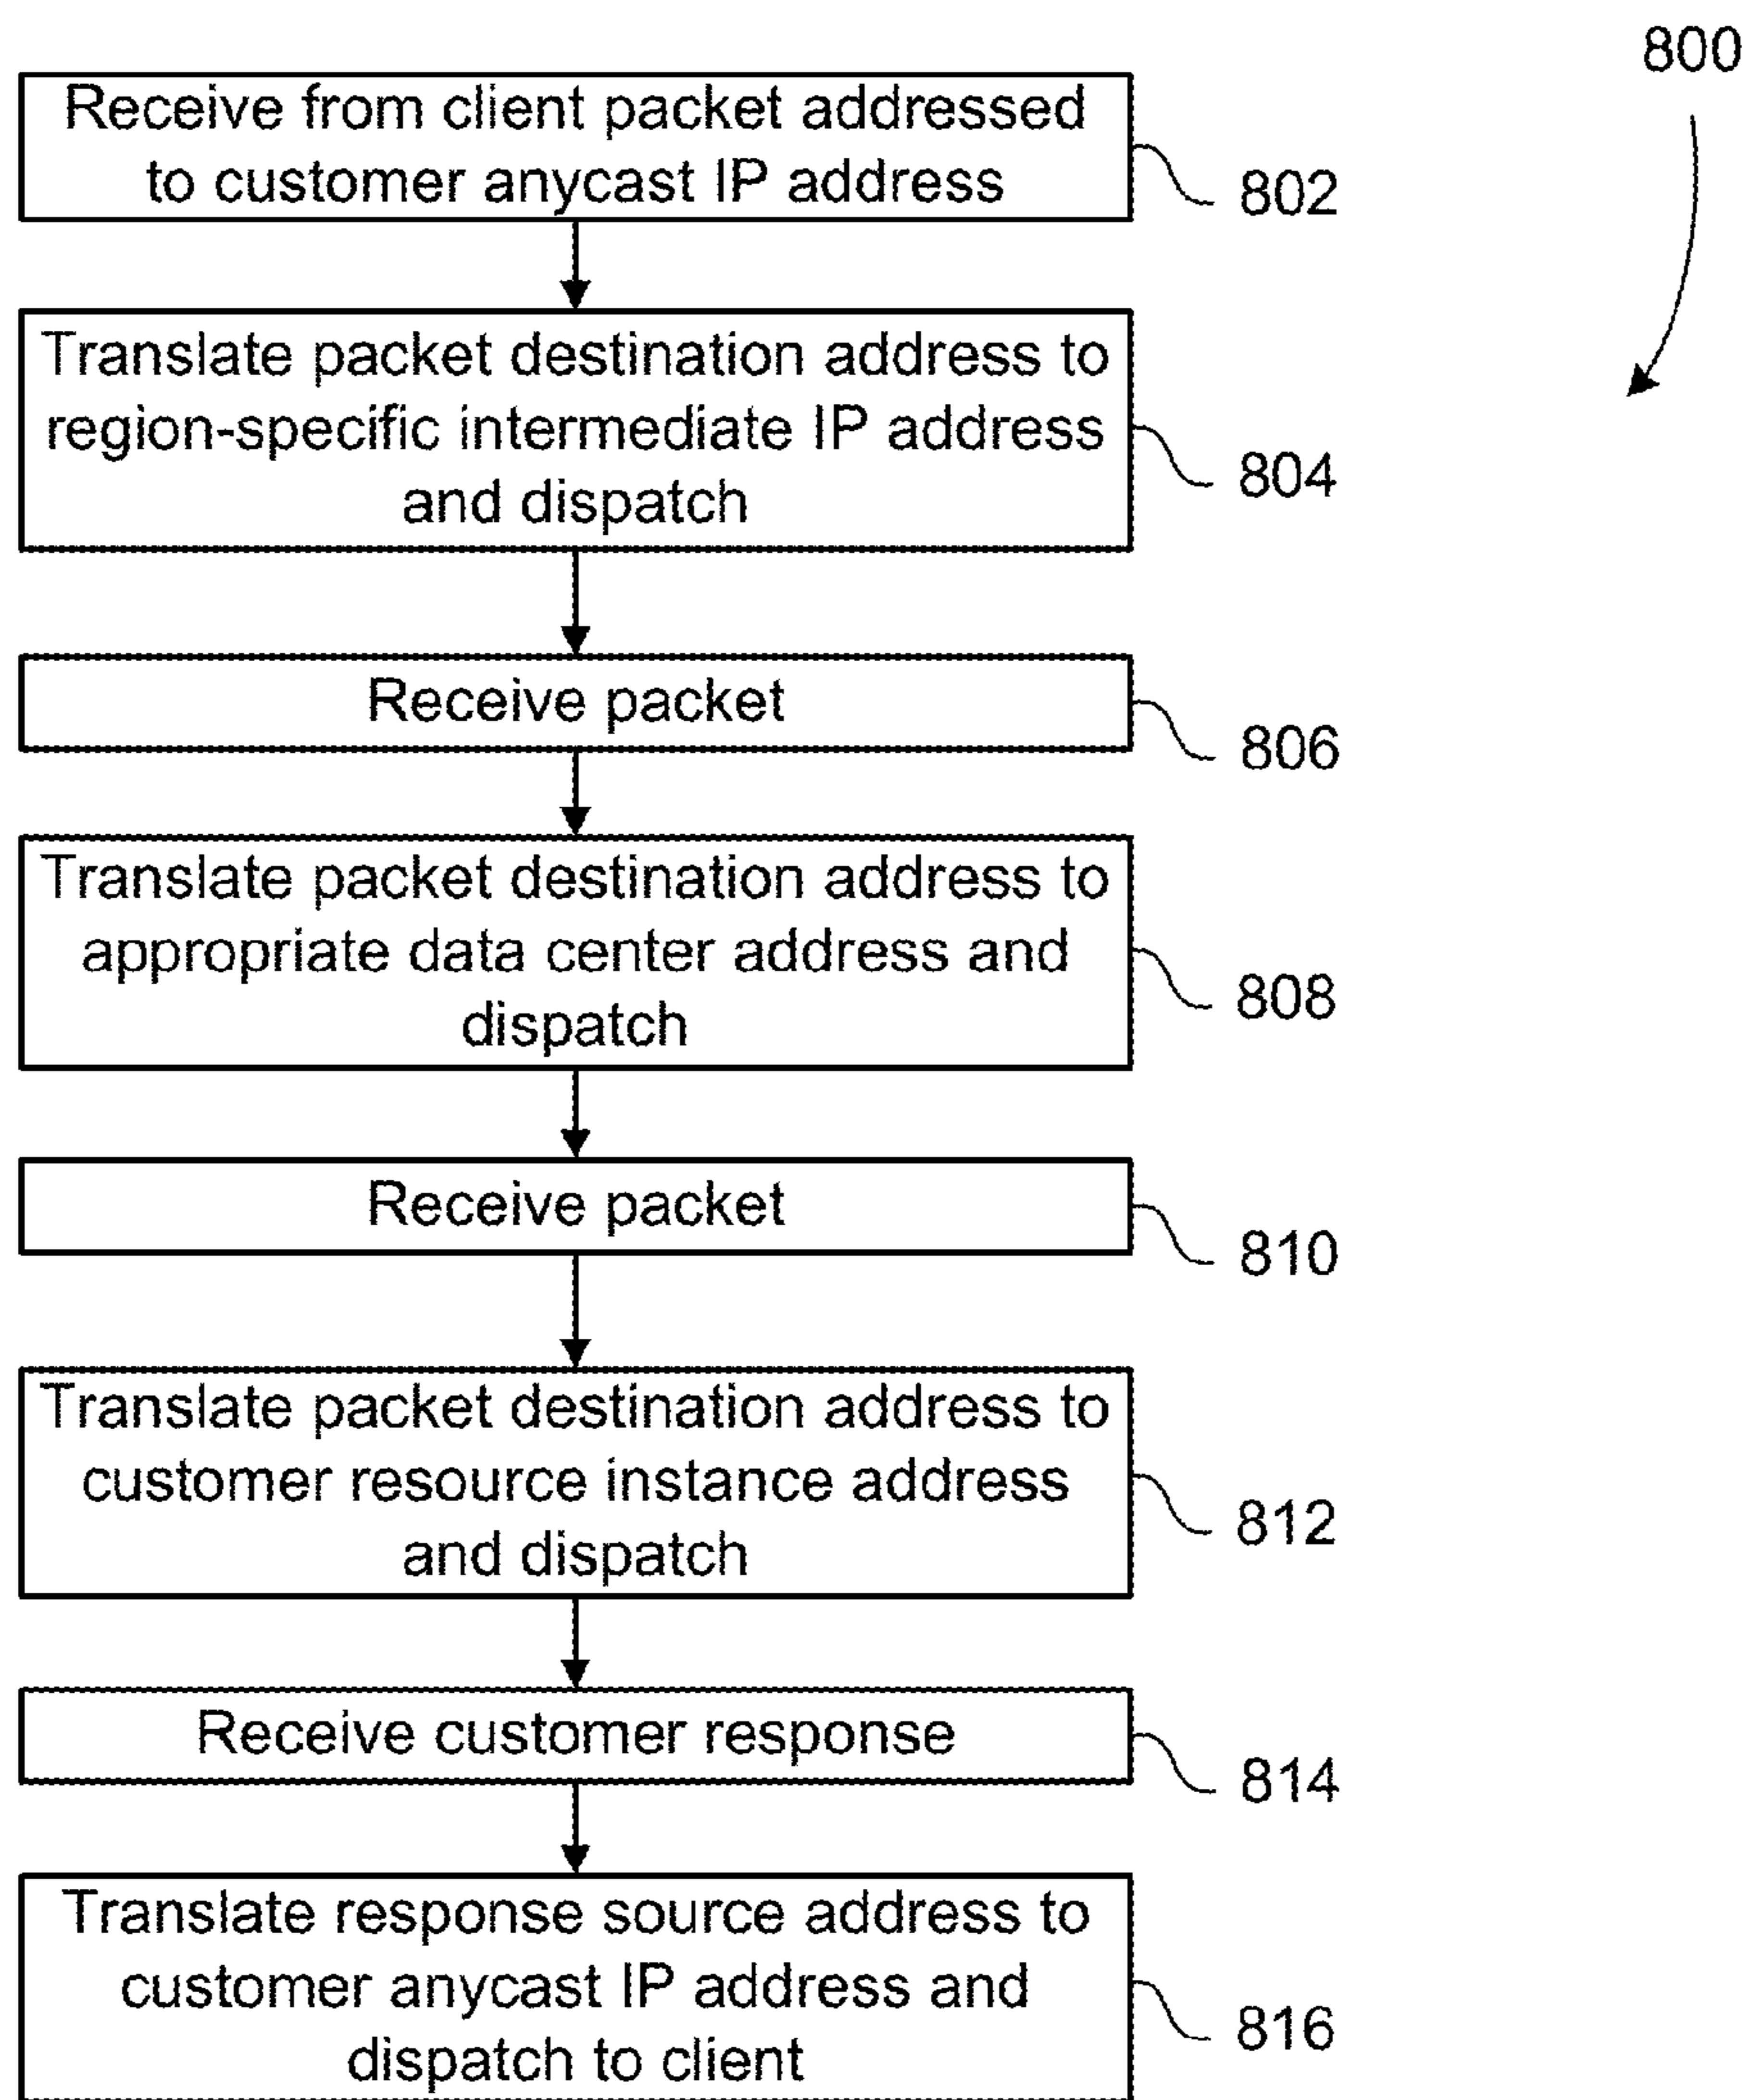 800
Receive from client packet addressed
to customer anycast IP address
802
Translate packet destination address to
region-specific intermediate IP address
and dispatch
804
Receive packet
806
Translate packet destination address to
appropriate data center address and
dispatch
808
Receive packet
810
Translate packet destination address to
customer resource instance address
and dispatch
812
Receive customer response
814
Translate response source address to
customer anycast IP address and
dispatch to client
816